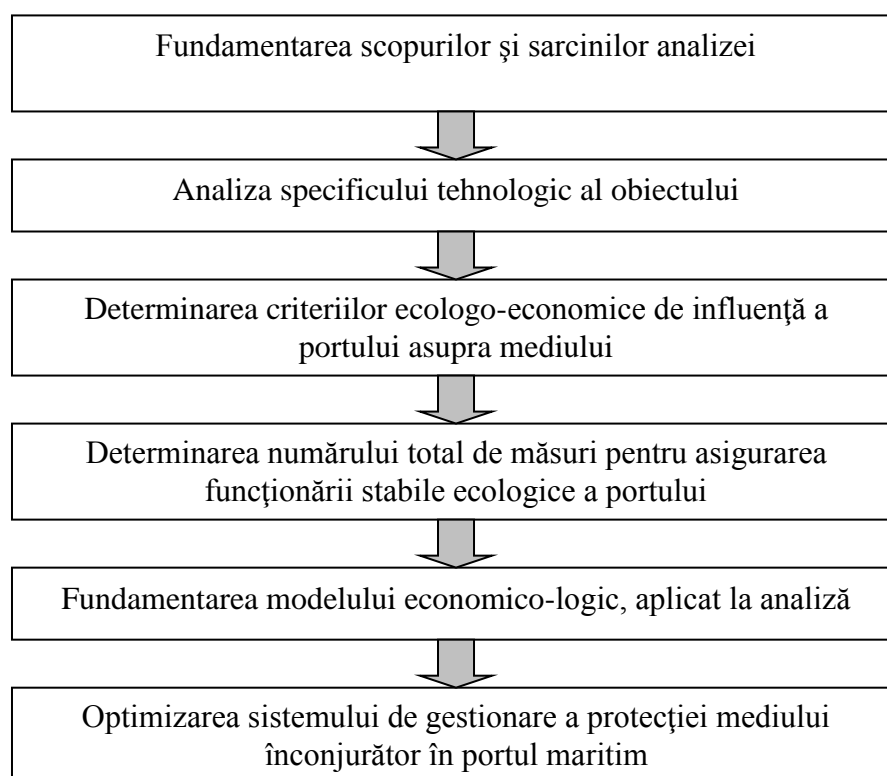 Fundamentarea scopurilor şi sarcinilor analizei
Analiza specificului tehnologic al obiectului
Determinarea criteriilor ecologo-economice de influenţă a
portului asupra mediului
Determinarea numărului total de măsuri pentru asigurarea
funcţionării stabile ecologice a portului
Fundamentarea modelului economico-logic, aplicat la analiză
Optimizarea sistemului de gestionare a protecţiei mediului
înconjurător în portul maritim